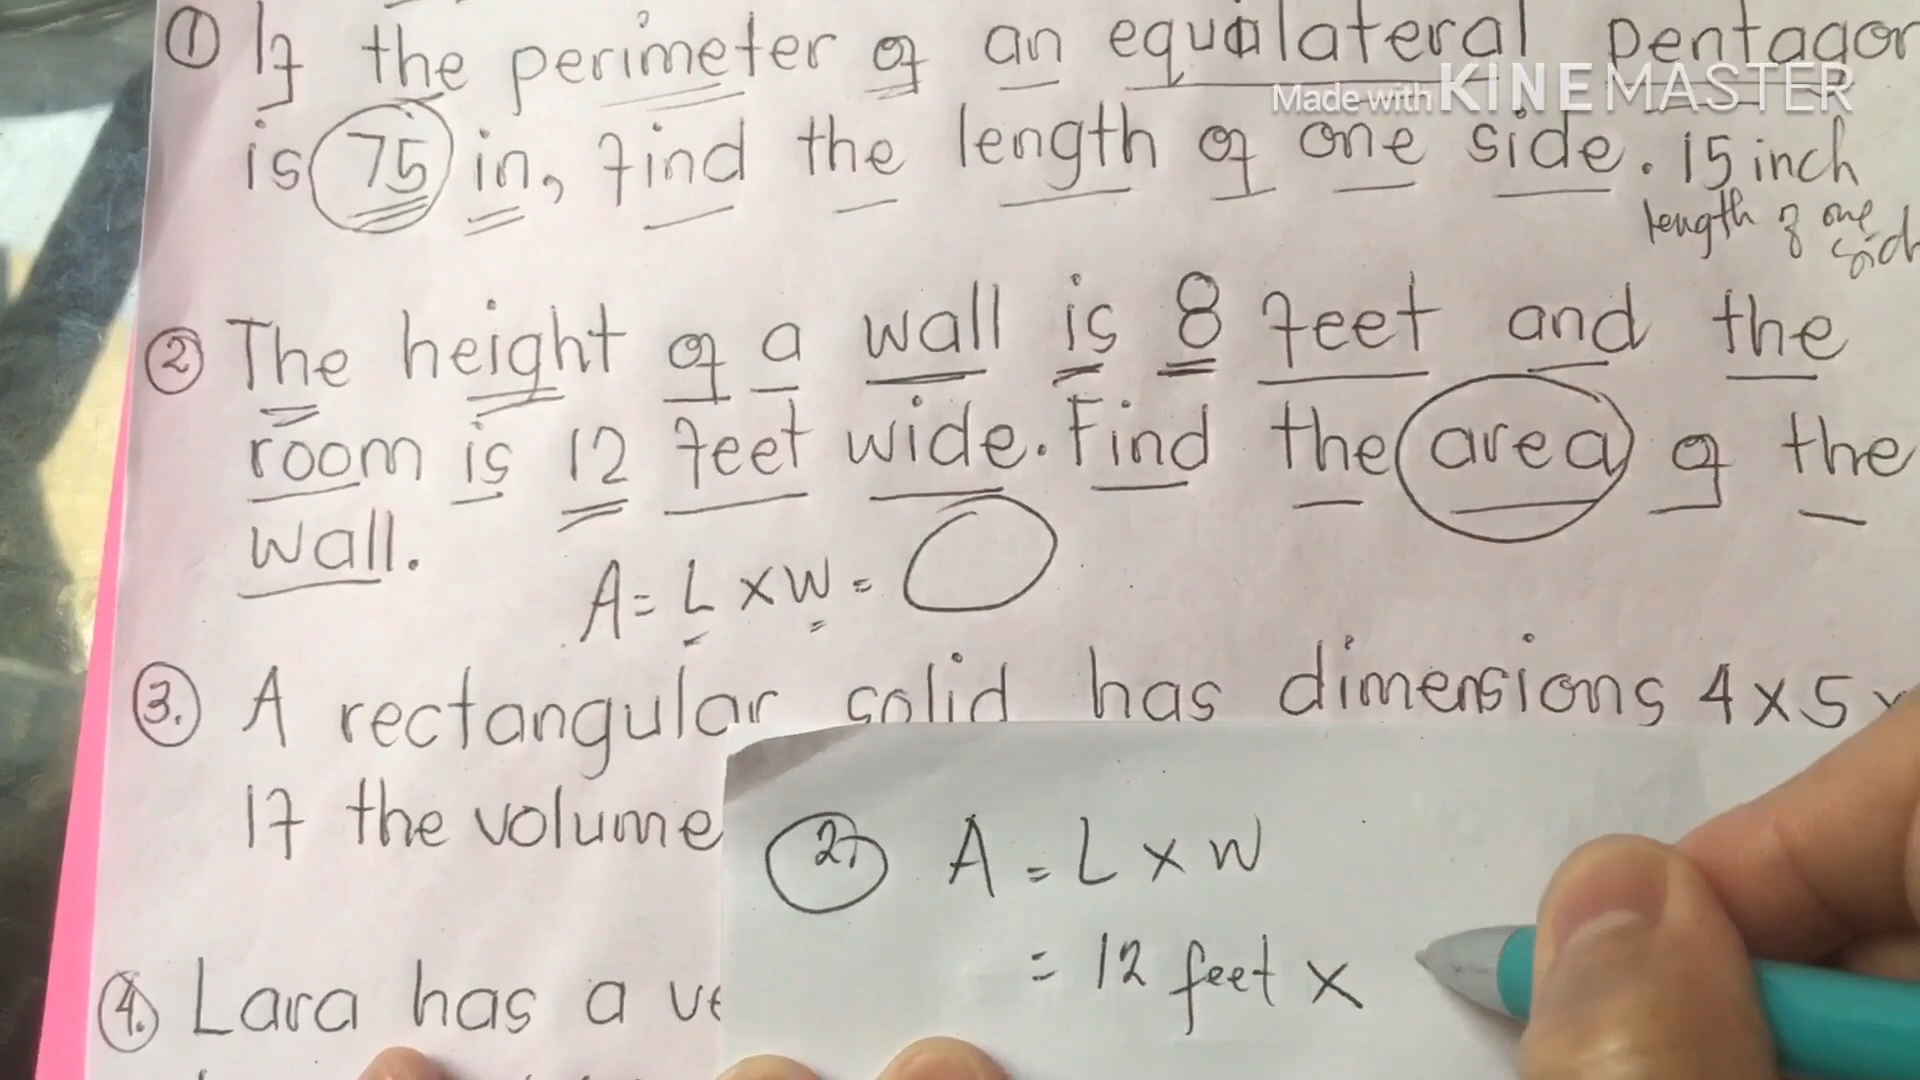 ① If the perimeter of an equilateral pentagon
Made with KINEMASTER
is 75 in, find the length of one side. 15 inch
length of one
side
② The height of a wall is 8 feet and the
room is 12 feet wide. Find the area of the
wall.
A = L x W =
③. A rectangular solid has dimensions 4 x 5 x
If the volume
②, A = L x W
= 12 feet x
④. Lara has a ve